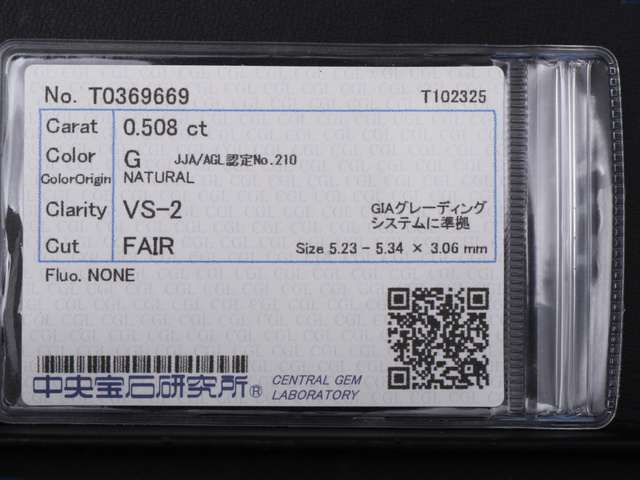 No. T0369669 T102325
Carat 0.508 ct
Color G JJA/AGL認定No.210
ColorOrigin NATURAL
Clarity VS-2 GIAグレーディング
システムに準拠
Cut FAIR Size 5.23 - 5.34 × 3.06 mm
Fluo. NONE
中央宝石研究所® CENTRAL GEM
LABORATORY